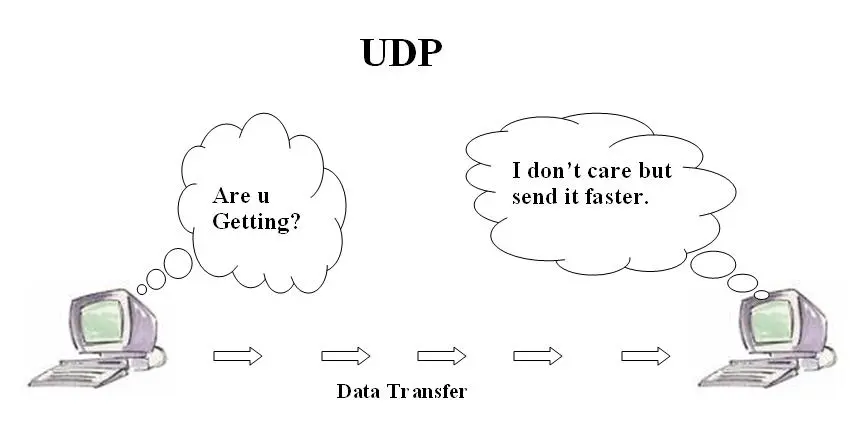 UDP
Are u
Getting?
I don’t care but
send it faster.
Data Transfer